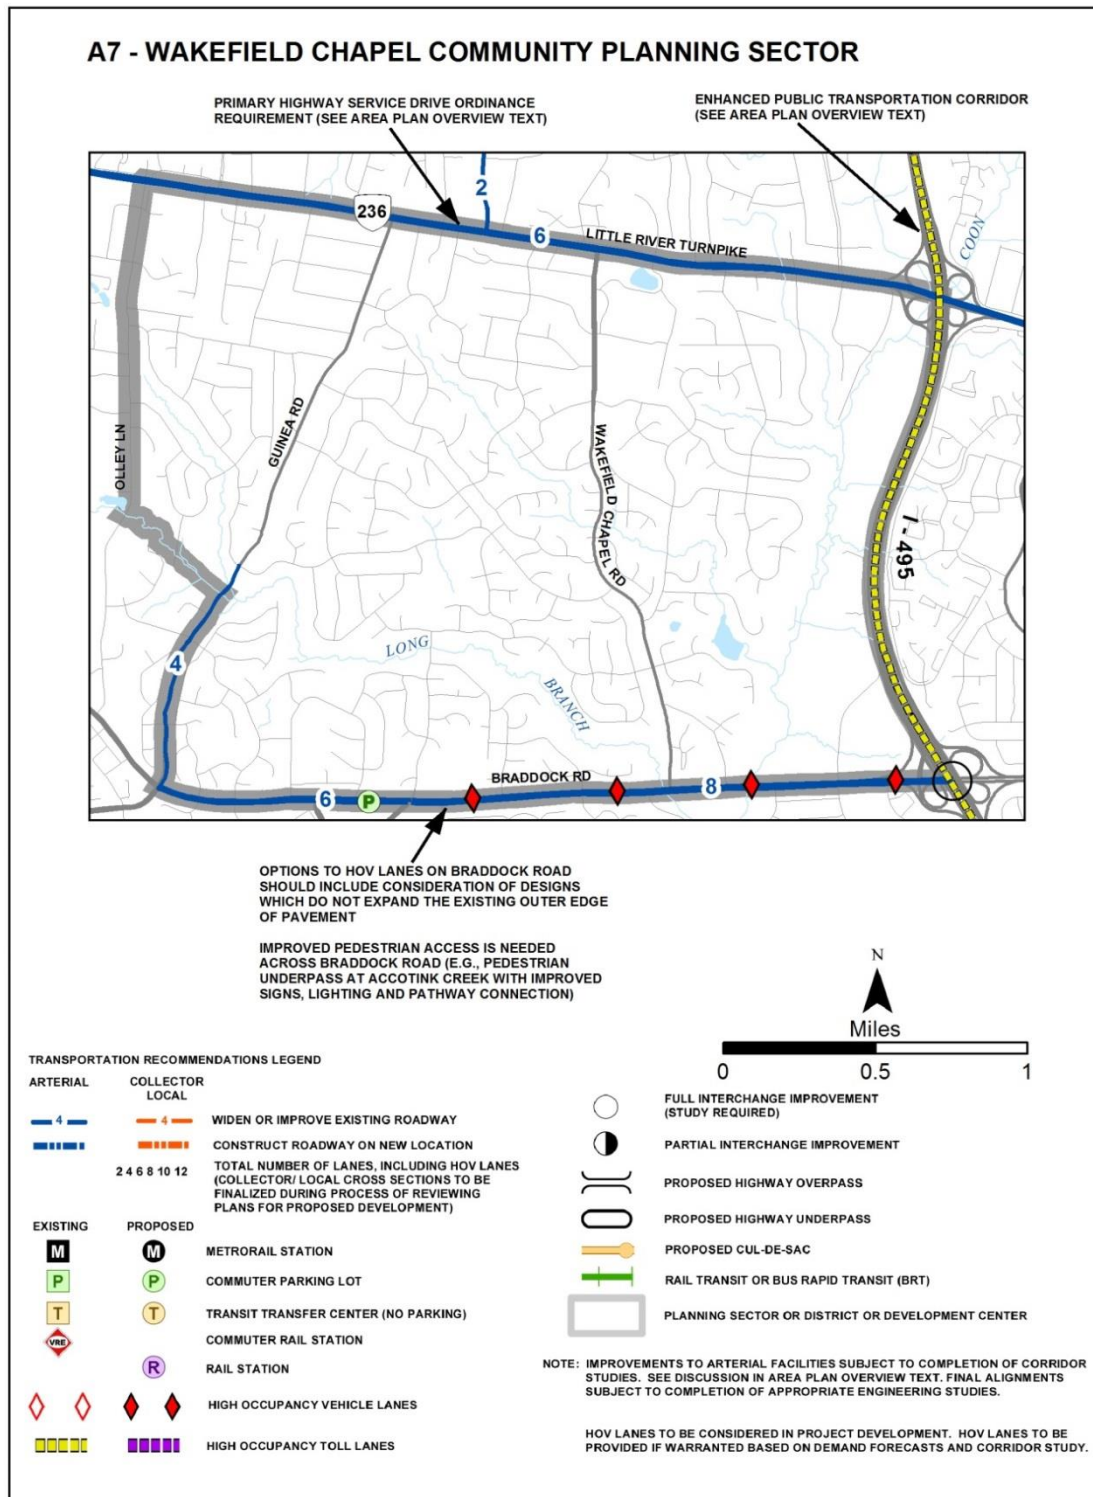 A7 - WAKEFIELD CHAPEL COMMUNITY PLANNING SECTOR
PRIMARY HIGHWAY SERVICE DRIVE ORDINANCE
REQUIREMENT (SEE AREA PLAN OVERVIEW TEXT)
ENHANCED PUBLIC TRANSPORTATION CORRIDOR
(SEE AREA PLAN OVERVIEW TEXT)
2
236
6
LITTLE RIVER TURNPIKE
COON
OLLEY LN
GUINEA RD
WAKEFIELD CHAPEL RD
I - 495
4
LONG
BRANCH
BRADDOCK RD
6
P
8
OPTIONS TO HOV LANES ON BRADDOCK ROAD
SHOULD INCLUDE CONSIDERATION OF DESIGNS
WHICH DO NOT EXPAND THE EXISTING OUTER EDGE
OF PAVEMENT
IMPROVED PEDESTRIAN ACCESS IS NEEDED
ACROSS BRADDOCK ROAD (E.G., PEDESTRIAN
UNDERPASS AT ACCOTINK CREEK WITH IMPROVED
SIGNS, LIGHTING AND PATHWAY CONNECTION)
N
Miles
0 0.5 1
TRANSPORTATION RECOMMENDATIONS LEGEND
ARTERIAL
COLLECTOR
LOCAL
4 4 WIDEN OR IMPROVE EXISTING ROADWAY
CONSTRUCT ROADWAY ON NEW LOCATION
2 4 6 8 10 12 TOTAL NUMBER OF LANES, INCLUDING HOV LANES
(COLLECTOR/ LOCAL CROSS SECTIONS TO BE
FINALIZED DURING PROCESS OF REVIEWING
PLANS FOR PROPOSED DEVELOPMENT)
EXISTING PROPOSED
M M METRORAIL STATION
P P COMMUTER PARKING LOT
T T TRANSIT TRANSFER CENTER (NO PARKING)
VRE COMMUTER RAIL STATION
R RAIL STATION
HIGH OCCUPANCY VEHICLE LANES
HIGH OCCUPANCY TOLL LANES
FULL INTERCHANGE IMPROVEMENT
(STUDY REQUIRED)
PARTIAL INTERCHANGE IMPROVEMENT
PROPOSED HIGHWAY OVERPASS
PROPOSED HIGHWAY UNDERPASS
PROPOSED CUL-DE-SAC
RAIL TRANSIT OR BUS RAPID TRANSIT (BRT)
PLANNING SECTOR OR DISTRICT OR DEVELOPMENT CENTER
NOTE: IMPROVEMENTS TO ARTERIAL FACILITIES SUBJECT TO COMPLETION OF CORRIDOR
STUDIES. SEE DISCUSSION IN AREA PLAN OVERVIEW TEXT. FINAL ALIGNMENTS
SUBJECT TO COMPLETION OF APPROPRIATE ENGINEERING STUDIES.
HOV LANES TO BE CONSIDERED IN PROJECT DEVELOPMENT. HOV LANES TO BE
PROVIDED IF WARRANTED BASED ON DEMAND FORECASTS AND CORRIDOR STUDY.